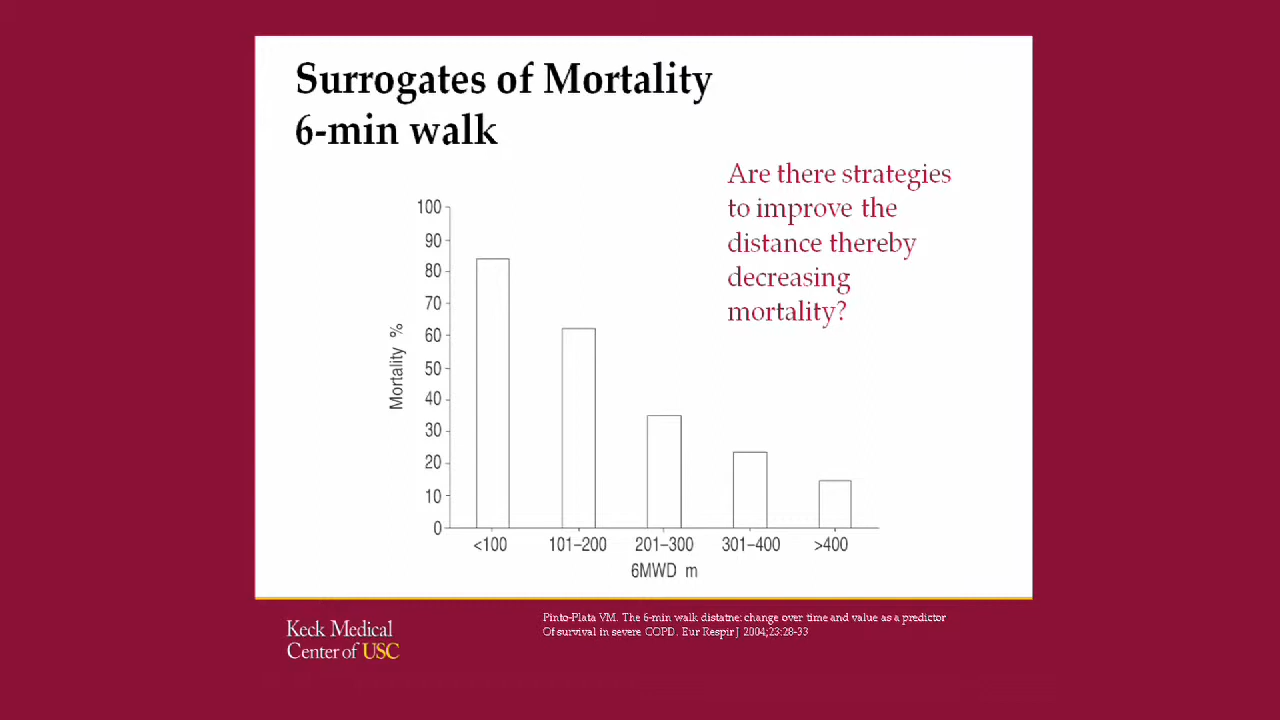 Surrogates of Mortality
6-min walk
Are there strategies
to improve the
distance thereby
decreasing
mortality?
100
90
80
70
60
50
40
30
20
10
0
Mortality %
<100 101–200 201–300 301–400 >400
6MWD m
Keck Medical
Center of USC
Pinto-Plata VM. The 6-min walk distatne: change over time and value as a predictor
Of survival in severe COPD. Eur Respir J 2004;23:28-33